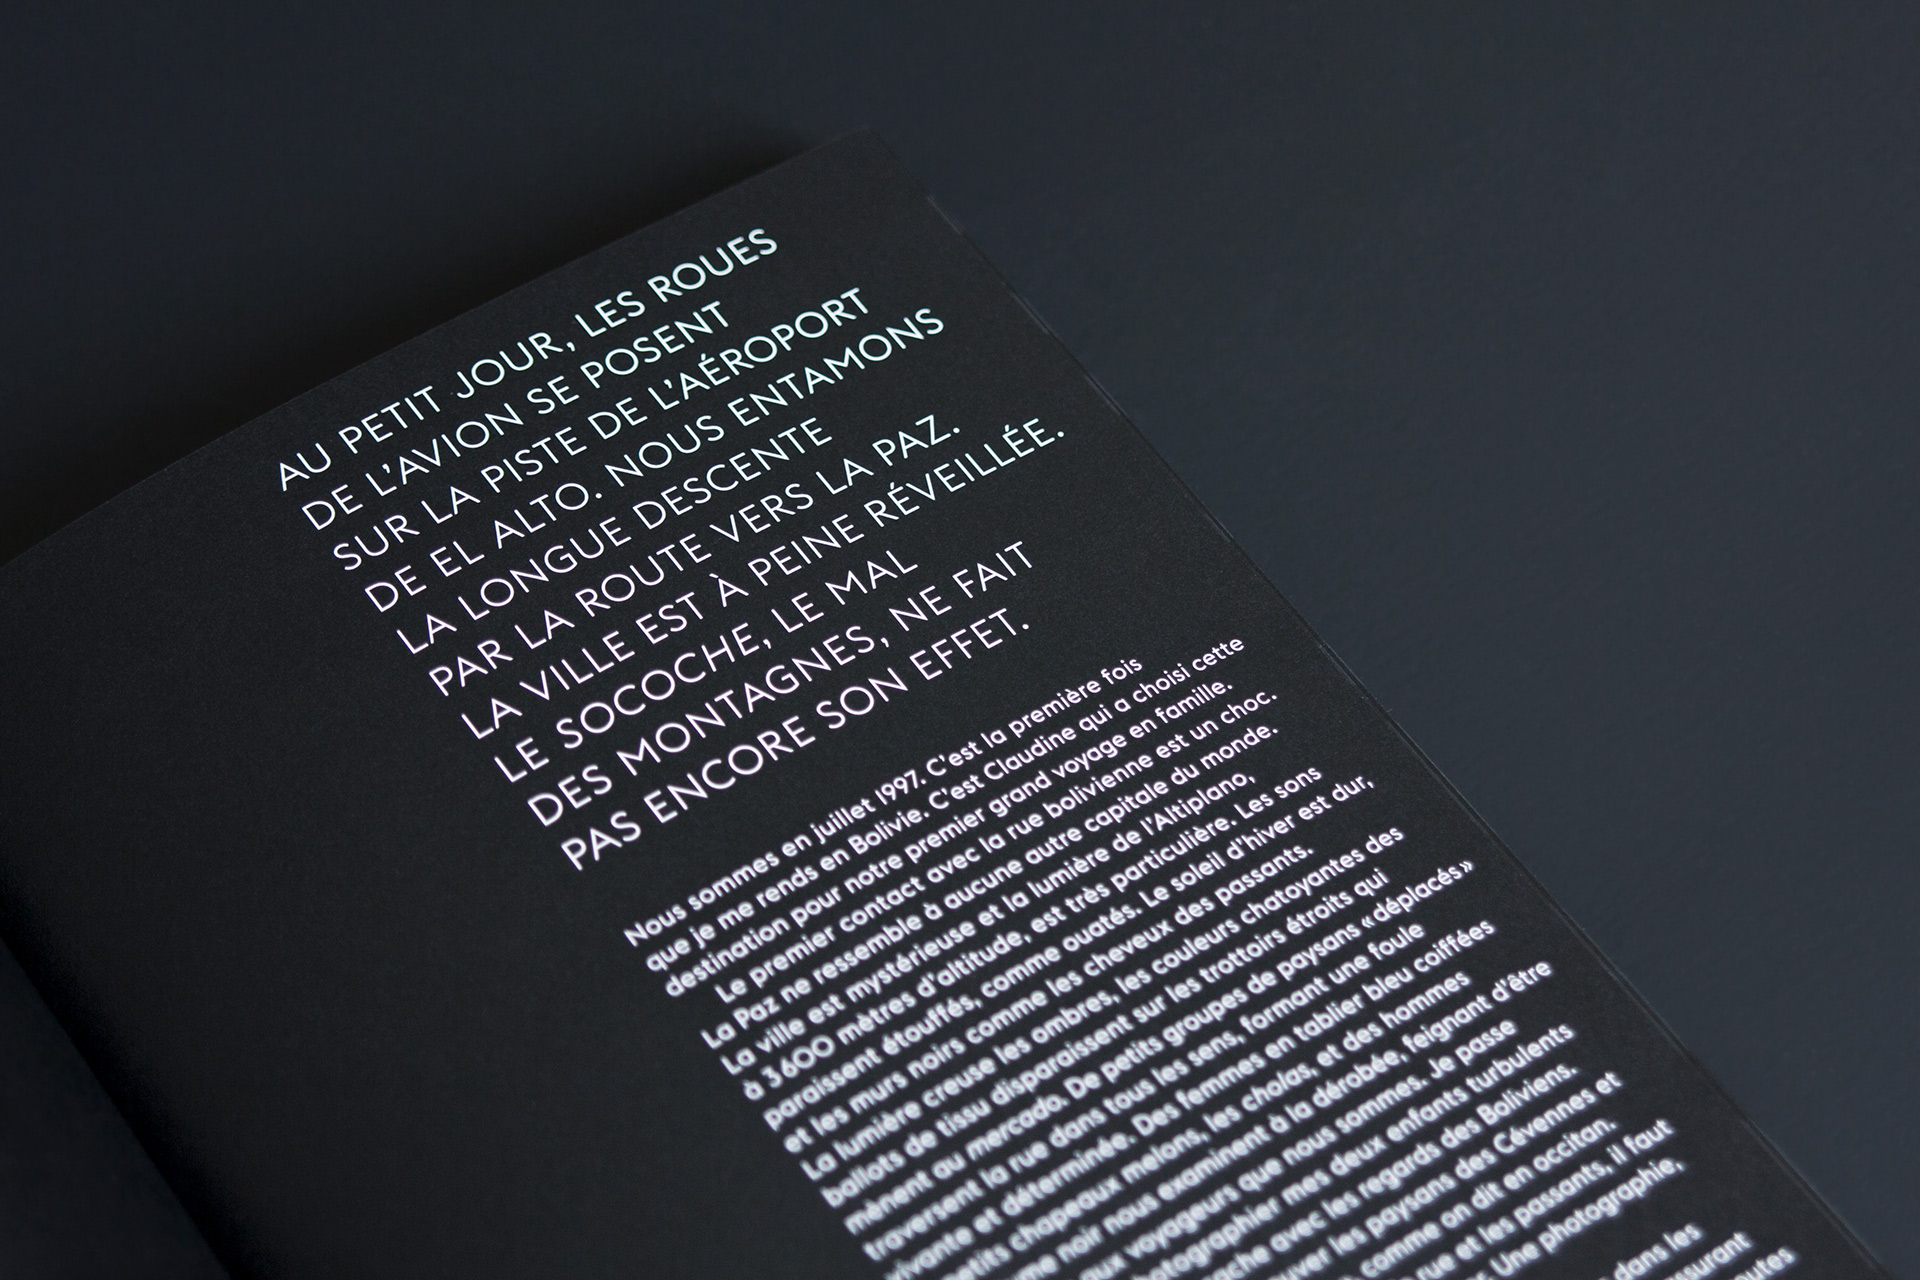 AU PETIT JOUR, LES ROUES
DE L'AVION SE POSENT
SUR LA PISTE DE L'AÉROPORT
DE EL ALTO. NOUS ENTAMONS
LA LONGUE DESCENTE
PAR LA ROUTE VERS LA PAZ.
LA VILLE EST À PEINE RÉVEILLÉE.
LE SOCOCHE, LE MAL
DES MONTAGNES, NE FAIT
PAS ENCORE SON EFFET.
Nous sommes en juillet 1997. C'est la première fois
que je me rends en Bolivie. C'est Claudine qui a choisi cette
destination pour notre premier grand voyage en famille.
Le premier contact avec la rue bolivienne est un choc.
La Paz ne ressemble à aucune autre capitale du monde.
La ville est mystérieuse et la lumière de l'Altiplano,
à 3 600 mètres d'altitude, est très particulière. Les sons
paraissent étouffés, comme ouatés. Le soleil d'hiver est dur,
et les murs noirs comme les cheveux des passants.
La lumière creuse les ombres, les couleurs chatoyantes des
ballots de tissu disparaissent sur les trottoirs étroits qui
mènent au mercado. De petits groupes de paysans «déplacés»
traversent la rue dans tous les sens, formant une foule
vivante et déterminée. Des femmes en tablier bleu coiffées
petits chapeaux melons, les cholas, et des hommes
noir nous examinent à la dérobée, feignant d'être
aux voyageurs que nous sommes. Je passe
mes deux enfants turbulents
avec les regards des Boliviens.
les paysans des Cévennes et
comme on dit en occitan.
rue et les passants, il faut
Une photographie,
dans les